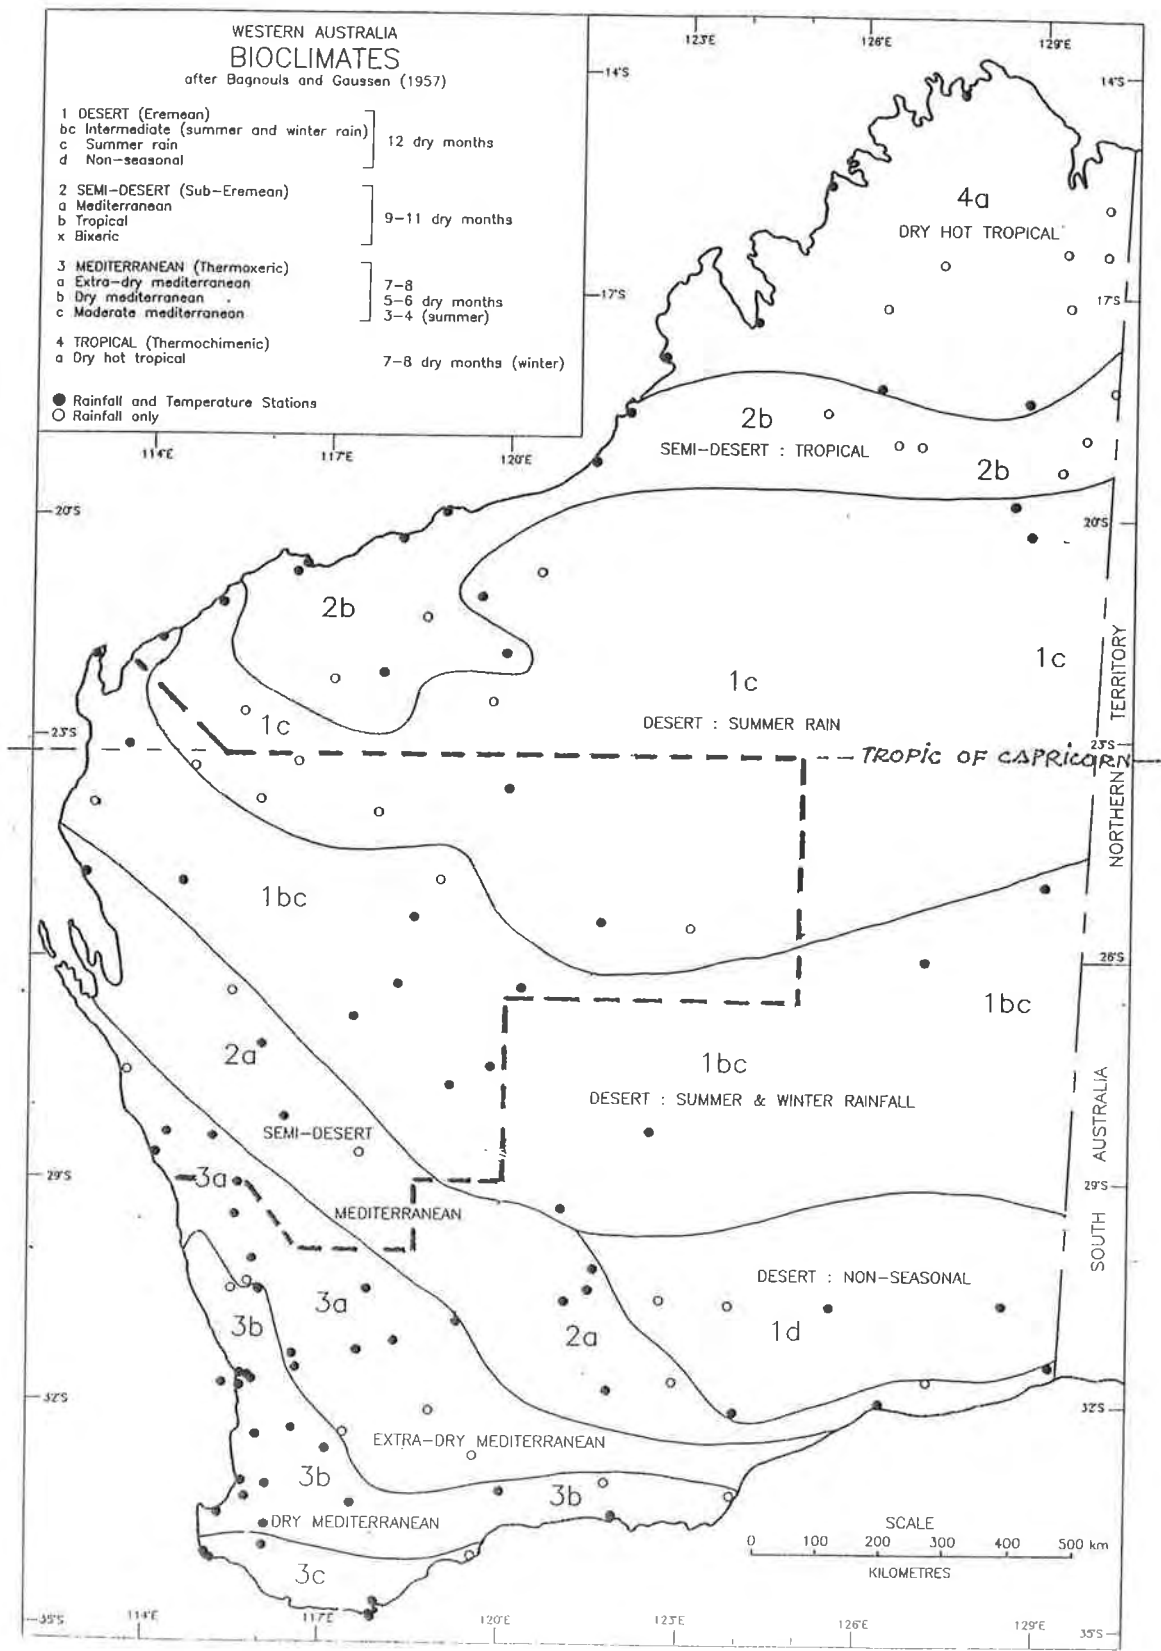 WESTERN AUSTRALIA
BIOCLIMATES
after Bagnouls and Gaussen (1957)
1 DESERT (Eremean)
bc Intermediate (summer and winter rain)
c Summer rain
d Non-seasonal
12 dry months
2 SEMI-DESERT (Sub-Eremean)
a Mediterranean
b Tropical
x Bixeric
9-11 dry months
3 MEDITERRANEAN (Thermoxeric)
a Extra-dry mediterranean 7-8
b Dry mediterranean 5-6 dry months
c Moderate mediterranean 3-4 (summer)
4 TROPICAL (Thermochimenic)
a Dry hot tropical 7-8 dry months (winter)
Rainfall and Temperature Stations
Rainfall only
123°E
126°E
129°E
14°S
14°S
4a
DRY HOT TROPICAL
17°S
17°S
2b
SEMI-DESERT : TROPICAL
2b
114°E
117°E
120°E
20°S
20°S
2b
1c
1c
1c
DESERT : SUMMER RAIN
NORTHERN TERRITORY
23°S
23°S
TROPIC OF CAPRICORN
1bc
26°S
1bc
2a
1bc
DESERT : SUMMER & WINTER RAINFALL
SEMI-DESERT
SOUTH AUSTRALIA
29°S
29°S
3a
MEDITERRANEAN
DESERT : NON-SEASONAL
3a
3b
2a
1d
32°S
32°S
EXTRA-DRY MEDITERRANEAN
3b
3b
DRY MEDITERRANEAN
3c
SCALE
0 100 200 300 400 500 km
KILOMETRES
35°S
114°E
117°E
120°E
123°E
126°E
129°E
35°S